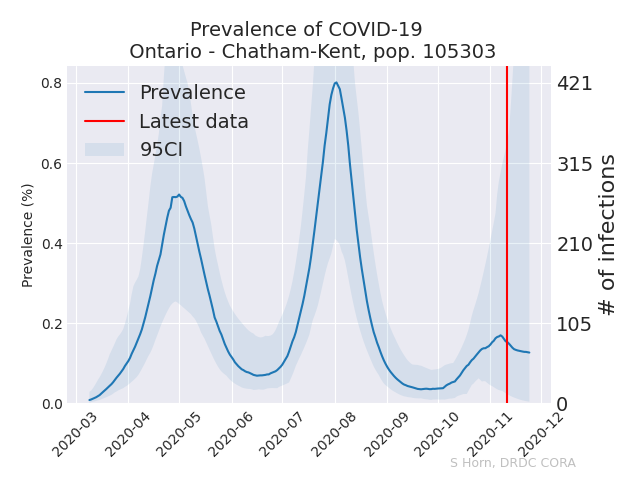 Prevalence of COVID-19
Ontario - Chatham-Kent, pop. 105303
Prevalence
Latest data
95CI
Prevalence (%)
0.8
0.6
0.4
0.2
0.0
421
315
210
105
0
# of infections
2020-03
2020-04
2020-05
2020-06
2020-07
2020-08
2020-09
2020-10
2020-11
2020-12
S Horn, DRDC CORA